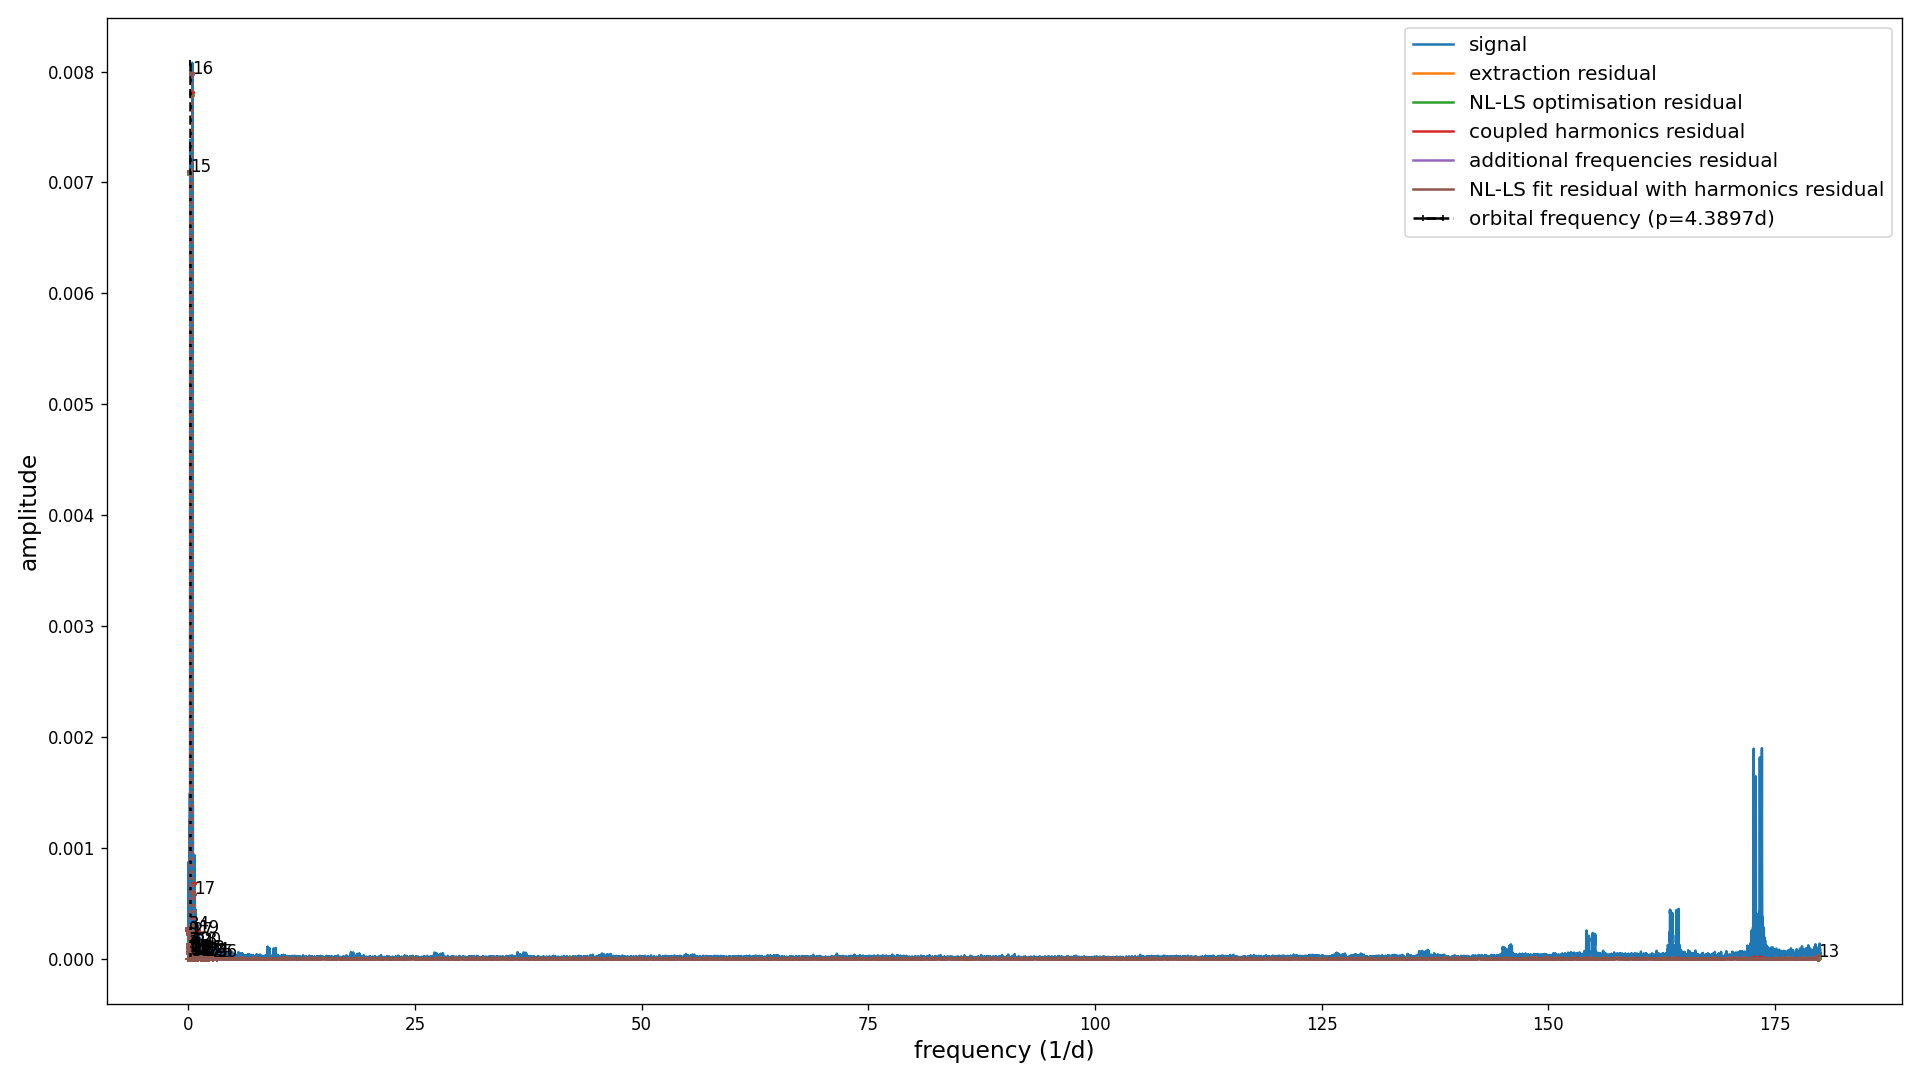 signal
extraction residual
NL-LS optimisation residual
coupled harmonics residual
additional frequencies residual
NL-LS fit residual with harmonics residual
orbital frequency (p=4.3897d)
0.008
0.007
0.006
0.005
0.004
0.003
0.002
0.001
0.000
amplitude
16
15
17
13
0
25
50
75
100
125
150
175
frequency (1/d)